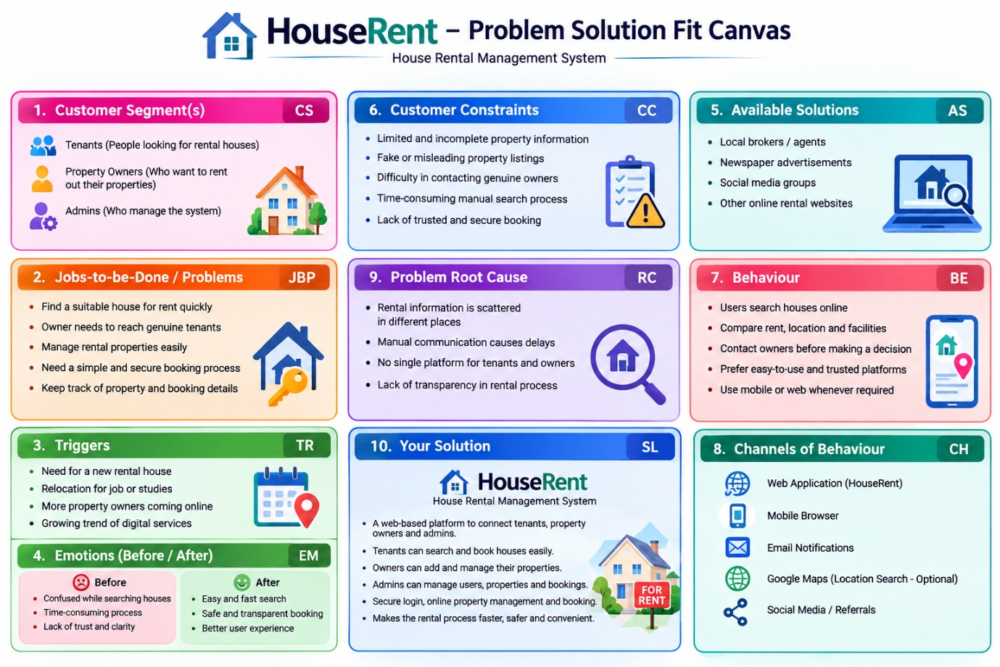 HouseRent – Problem Solution Fit Canvas
House Rental Management System
1. Customer Segment(s) CS
Tenants (People looking for rental houses)
Property Owners (Who want to rent
out their properties)
Admins (Who manage the system)
6. Customer Constraints CC
• Limited and incomplete property information
• Fake or misleading property listings
• Difficulty in contacting genuine owners
• Time-consuming manual search process
• Lack of trusted and secure booking
5. Available Solutions AS
• Local brokers / agents
• Newspaper advertisements
• Social media groups
• Other online rental websites
2. Jobs-to-be-Done / Problems JBP
• Find a suitable house for rent quickly
• Owner needs to reach genuine tenants
• Manage rental properties easily
• Need a simple and secure booking process
• Keep track of property and booking details
9. Problem Root Cause RC
• Rental information is scattered
in different places
• Manual communication causes delays
• No single platform for tenants and owners
• Lack of transparency in rental process
7. Behaviour BE
• Users search houses online
• Compare rent, location and facilities
• Contact owners before making a decision
• Prefer easy-to-use and trusted platforms
• Use mobile or web whenever required
3. Triggers TR
• Need for a new rental house
• Relocation for job or studies
• More property owners coming online
• Growing trend of digital services
4. Emotions (Before / After) EM
Before
• Confused while searching houses
• Time-consuming process
• Lack of trust and clarity
After
• Easy and fast search
• Safe and transparent booking
• Better user experience
10. Your Solution SL
HouseRent
House Rental Management System
• A web-based platform to connect tenants, property
owners and admins.
• Tenants can search and book houses easily.
• Owners can add and manage their properties.
• Admins can manage users, properties and bookings.
• Secure login, online property management and booking.
• Makes the rental process faster, safer and convenient.
FOR
RENT
8. Channels of Behaviour CH
Web Application (HouseRent)
Mobile Browser
Email Notifications
Google Maps (Location Search - Optional)
Social Media / Referrals